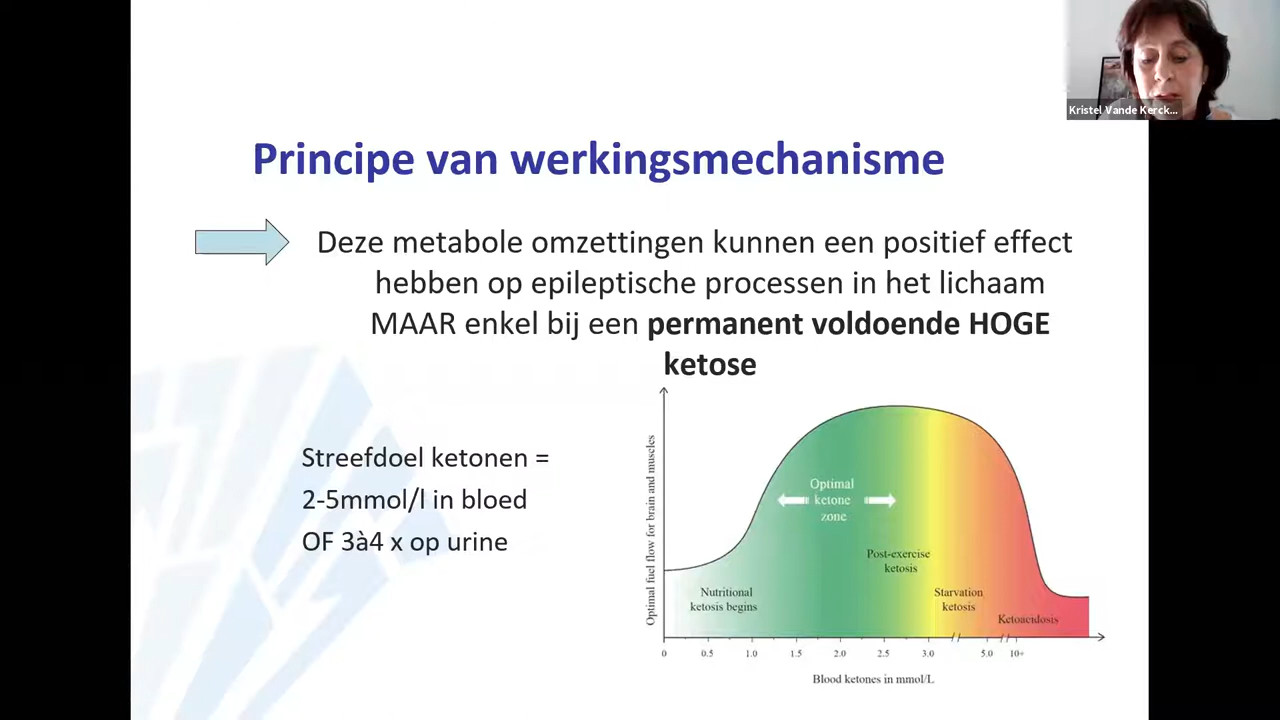 Kristel Vande Kerck...
Principe van werkingsmechanisme
Deze metabole omzettingen kunnen een positief effect
hebben op epileptische processen in het lichaam
MAAR enkel bij een permanent voldoende HOGE
ketose
Streefdoel ketonen =
2-5mmol/l in bloed
OF 3à4 x op urine
Optimal fuel flow for brain and muscles
Optimal
ketone
zone
Post-exercise
ketosis
Nutritional
ketosis begins
Starvation
ketosis
Ketoacidosis
0 0.5 1.0 1.5 2.0 2.5 3.0 5.0 10+
Blood ketones in mmol/L